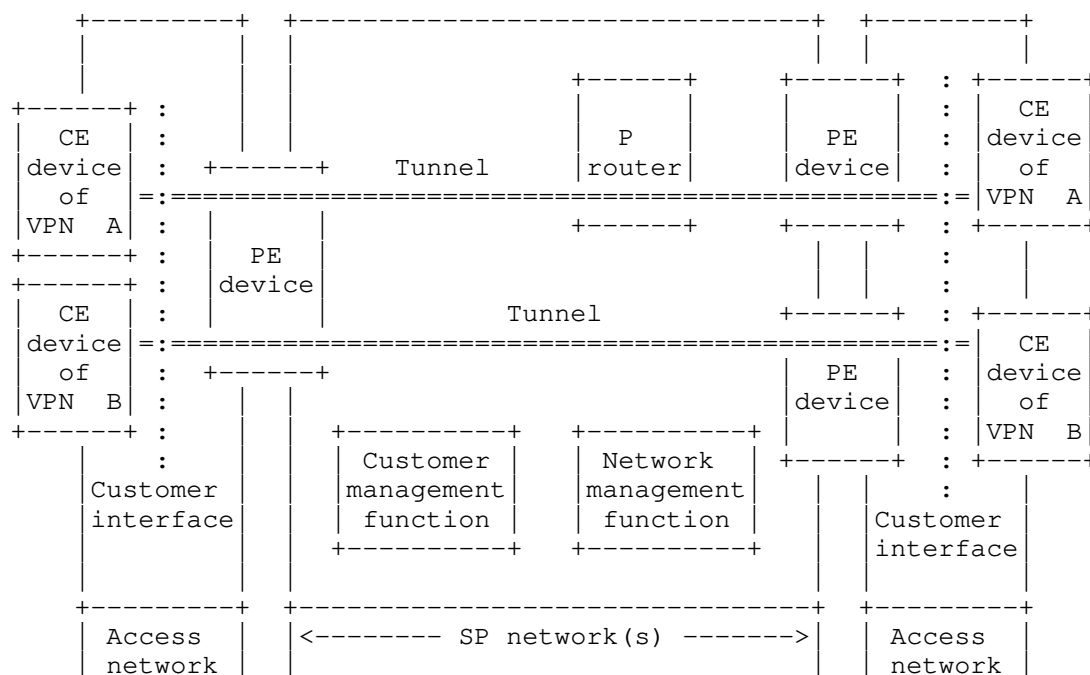 CE
CE P PE device
device Tunnel router device of
of VPN A
VPN A
PE
device
CE Tunnel
device CE
of PE device
VPN B device of
VPN B
Customer Network
Customer management management
interface function function Customer
interface
Access <-------- SP network(s) -------> Access
network network